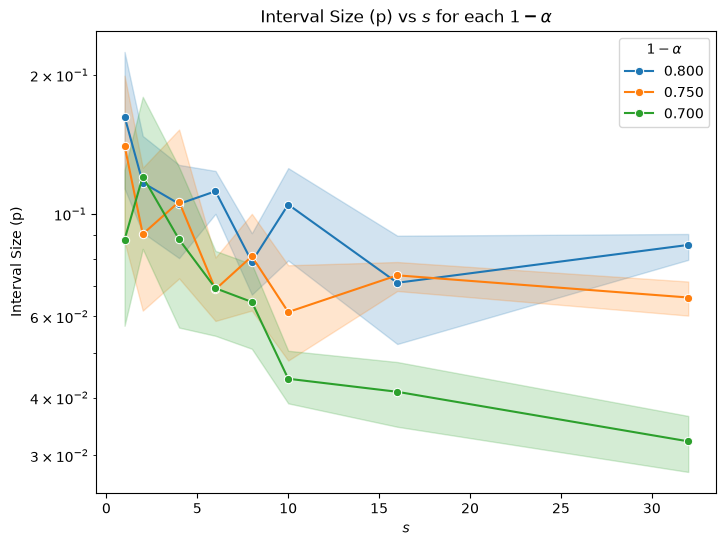 Interval Size (p) vs s for each 1 − α
Interval Size (p)
2 × 10⁻¹
10⁻¹
6 × 10⁻²
4 × 10⁻²
3 × 10⁻²
1 − α
0.800
0.750
0.700
0 5 10 15 20 25 30
s